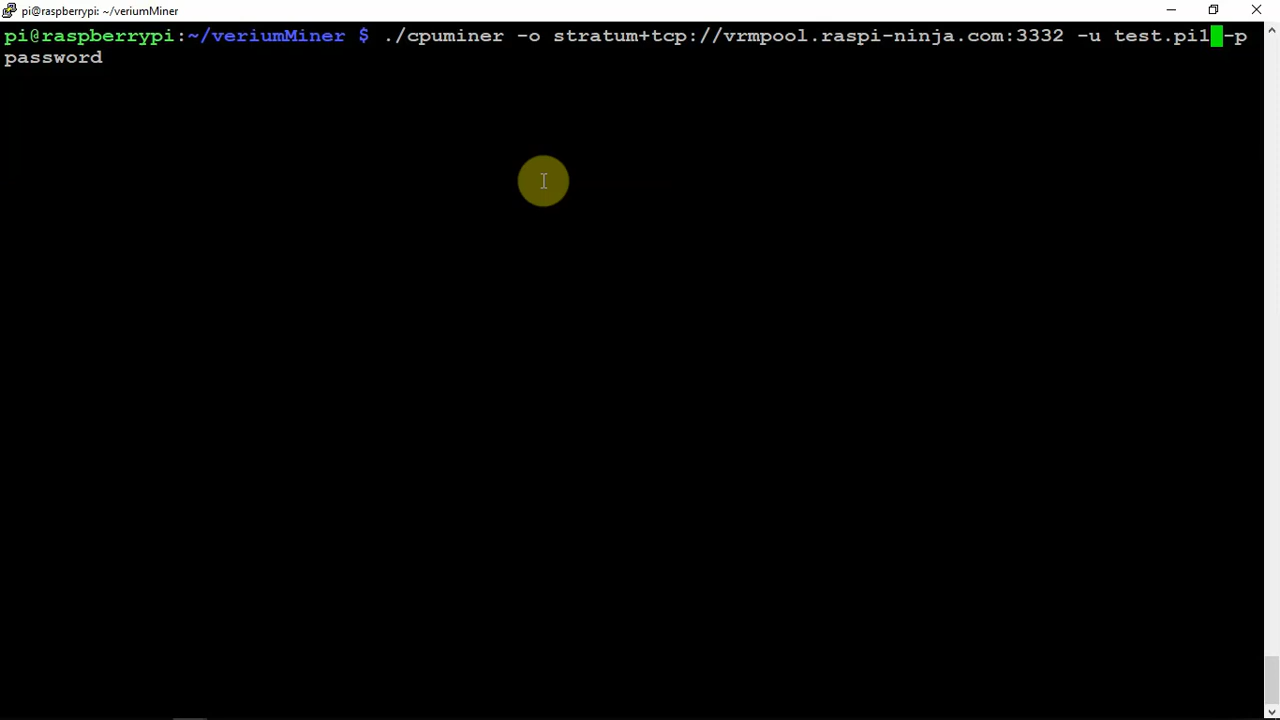 pi@raspberrypi: ~/veriumMiner
pi@raspberrypi:~/veriumMiner $ ./cpuminer -o stratum+tcp://vrmpool.raspi-ninja.com:3332 -u test.pi1 -p
password